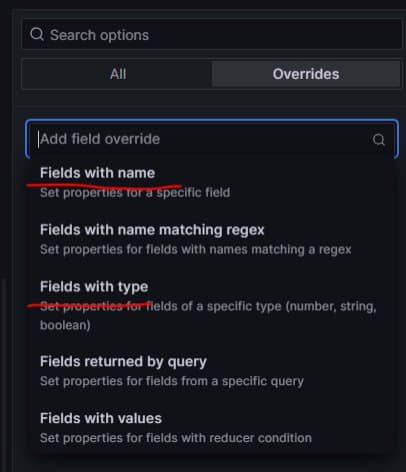 Search options
All
Overrides
Add field override
Fields with name
Set properties for a specific field
Fields with name matching regex
Set properties for fields with names matching a regex
Fields with type
Set properties for fields of a specific type (number, string,
boolean)
Fields returned by query
Set properties for fields from a specific query
Fields with values
Set properties for fields with reducer condition